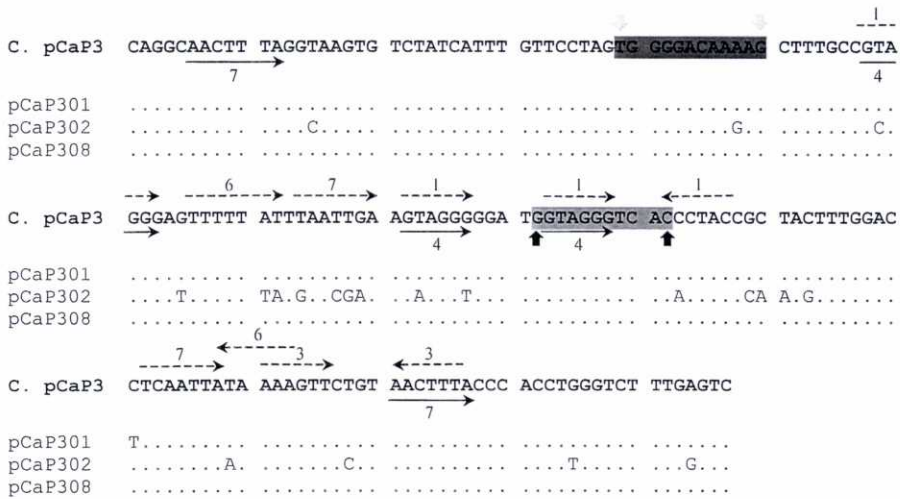 1
C. pCaP3 CAGGCAACTT TAGGTAAGTG TCTATCATTT GTTCCTAGTG GGGACAAAAG CTTTGCCGTA
7 4
pCaP301 .......... .......... .......... .......... .......... ..........
pCaP302 .......... ....C..... .......... .......... .......G.. ........C.
pCaP308 .......... .......... .......... .......... .......... ..........
6 7 1 1 1
C. pCaP3 GGGAGTTTTT ATTTAATTGA AGTAGGGGGA TGGTAGGGTC ACCCTACCGC TACTTTGGAC
4 4
pCaP301 .......... .......... .......... .......... .......... ..........
pCaP302 ....T..... TA.G..CGA. ..A...T... .......... ..A.....CA A.G.......
pCaP308 .......... .......... .......... .......... .......... ..........
6
7 3 3
C. pCaP3 CTCAATTATA AAAGTTCTGT AACTTTACCC ACCTGGGTCT TTGAGTC
7
pCaP301 T......... .......... .......... .......... .......
pCaP302 ........A. .......C.. .......... ....T..... ...G...
pCaP308 .......... .......... .......... .......... .......